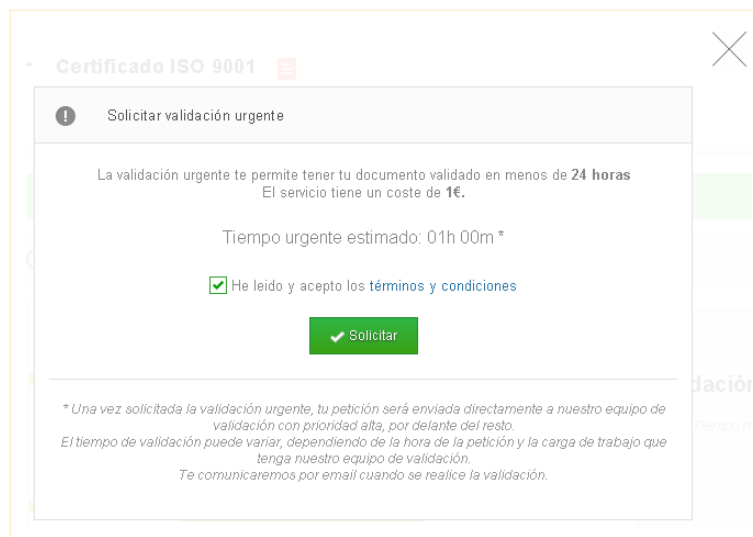 Certificado ISO 9001
Solicitar validación urgente
La validación urgente te permite tener tu documento validado en menos de 24 horas
El servicio tiene un coste de 1€.
Tiempo urgente estimado: 01h 00m *
He leido y acepto los términos y condiciones
Solicitar
dación
Tiempo m
* Una vez solicitada la validación urgente, tu petición será enviada directamente a nuestro equipo de
validación con prioridad alta, por delante del resto.
El tiempo de validación puede variar, dependiendo de la hora de la petición y la carga de trabajo que
tenga nuestro equipo de validación.
Te comunicaremos por email cuando se realice la validación.